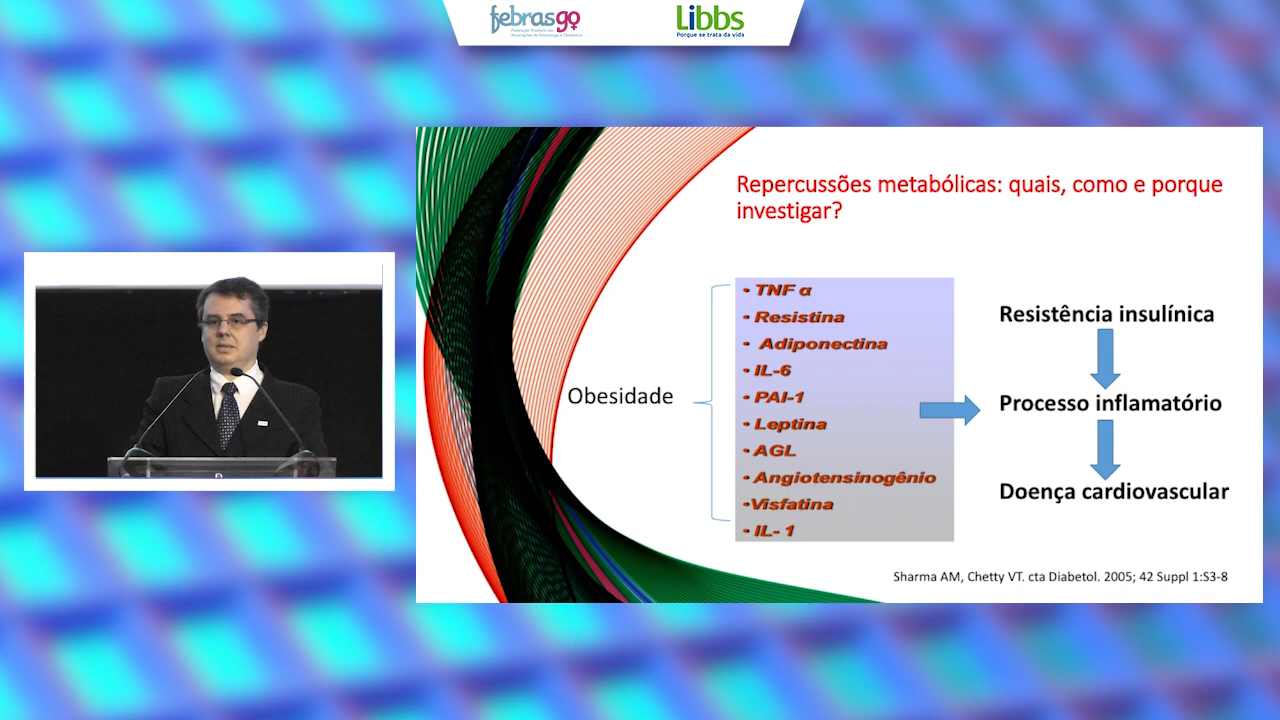 febrasgo
Federação Brasileira das
Associações de Ginecologia e Obstetrícia
Libbs
Porque se trata da vida
Repercussões metabólicas: quais, como e porque
investigar?
Obesidade
• TNF α
• Resistina
• Adiponectina
• IL-6
• PAI-1
• Leptina
• AGL
• Angiotensinogênio
•Visfatina
• IL- 1
Resistência insulínica
Processo inflamatório
Doença cardiovascular
Sharma AM, Chetty VT. cta Diabetol. 2005; 42 Suppl 1:S3-8